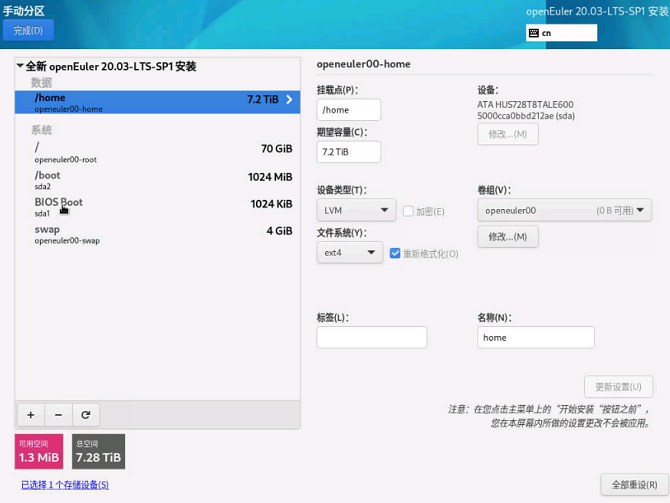 手动分区
完成(D)
openEuler 20.03-LTS-SP1 安装
cn
全新 openEuler 20.03-LTS-SP1 安装
数据
/home
openeuler00-home
7.2 TiB
系统
/
openeuler00-root
70 GiB
/boot
sda2
1024 MiB
BIOS Boot
sda1
1024 KiB
swap
openeuler00-swap
4 GiB
可用空间
1.3 MiB
总空间
7.28 TiB
已选择 1 个存储设备(S)
openeuler00-home
挂载点(P):
/home
期望容量(C):
7.2 TiB
设备:
ATA HUS728T8TALE600
5000cca0bbd212ae (sda)
修改...(M)
设备类型(T):
LVM
加密(E)
文件系统(Y):
ext4
重新格式化(O)
卷组(V):
openeuler00 (0 B 可用)
修改...(M)
标签(L):
名称(N):
home
更新设置(U)
注意：在您点击主菜单上的“开始安装“按钮之前”，
您在本屏幕内所做的设置更改不会被应用。
全部重设(R)